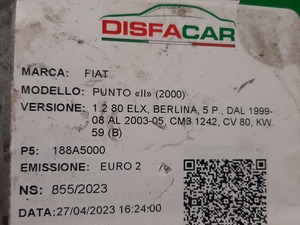 DISFACAR
MARCA: FIAT
MODELLO: PUNTO «II» (2000)
VERSIONE: 1.2 80 ELX, BERLINA, 5 P., DAL 1999-
08 AL 2003-05, CM3 1242, CV 80, KW
59 (B)
P5: 188A5000
EMISSIONE: EURO 2
NS: 855/2023
DATA:27/04/2023 16:24:00